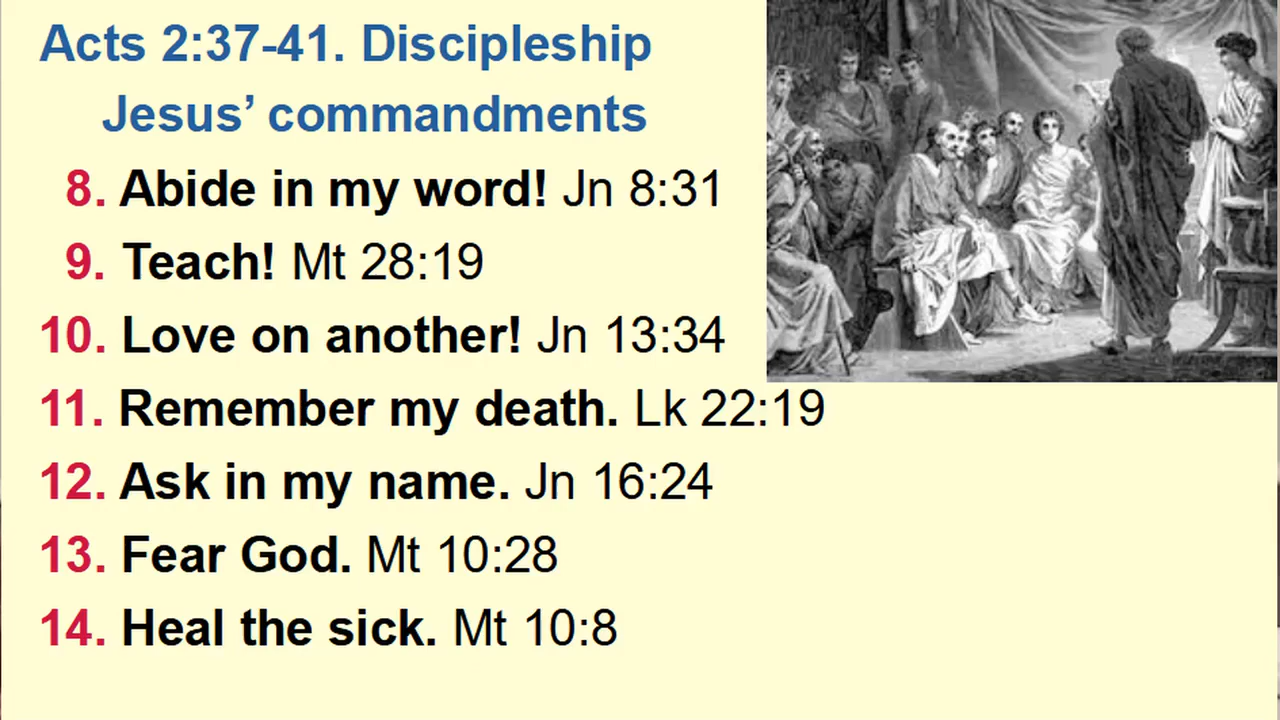 Acts 2:37-41. Discipleship
Jesus’ commandments
8. Abide in my word! Jn 8:31
9. Teach! Mt 28:19
10. Love on another! Jn 13:34
11. Remember my death. Lk 22:19
12. Ask in my name. Jn 16:24
13. Fear God. Mt 10:28
14. Heal the sick. Mt 10:8